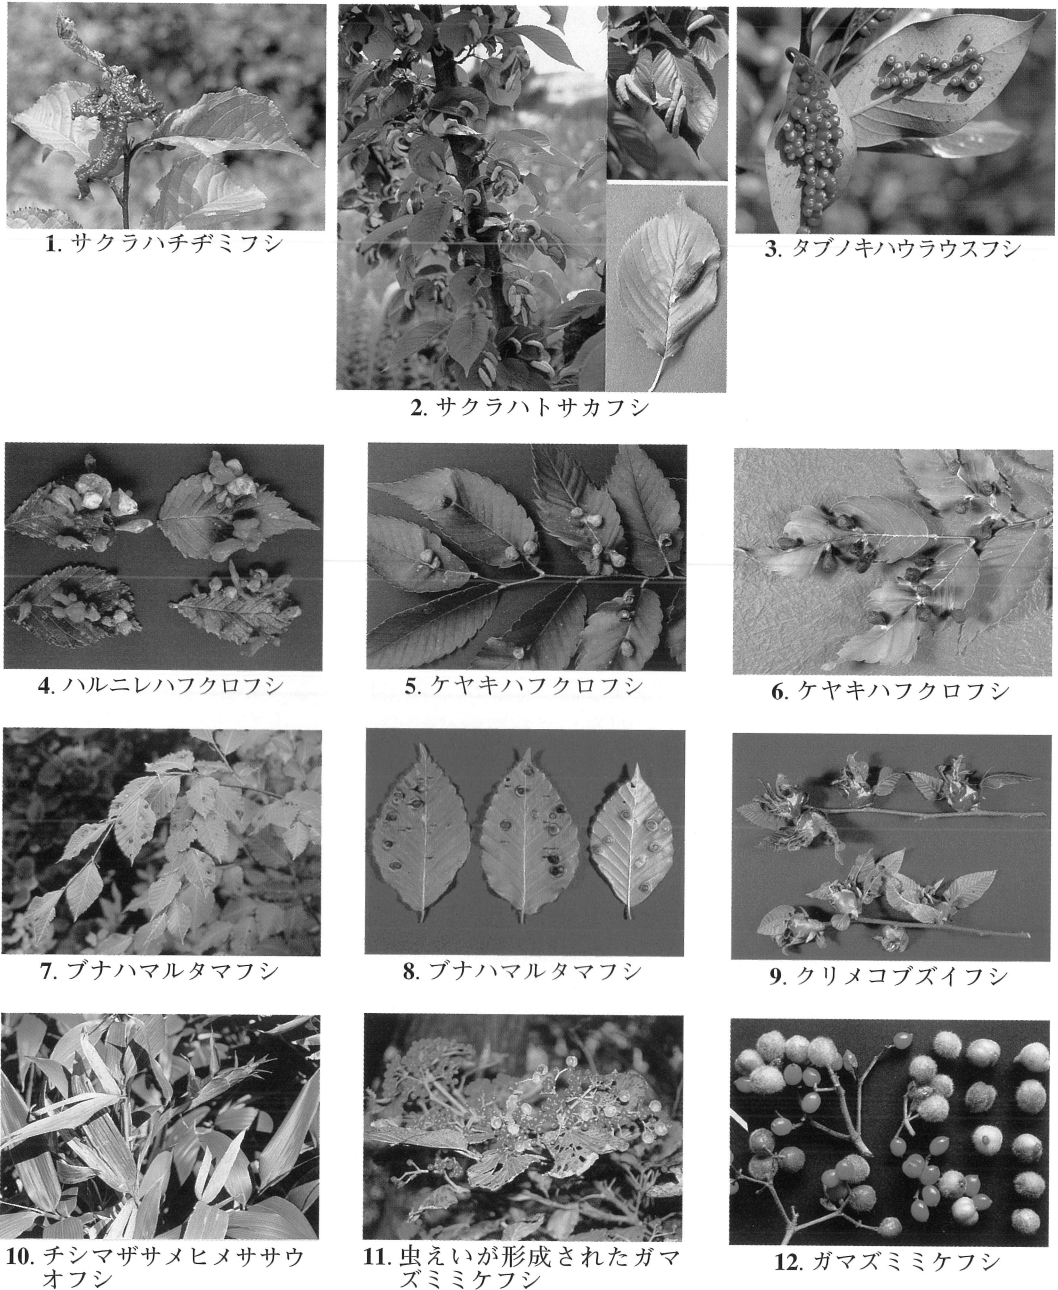 1. サクラハチヂミフシ
2. サクラハトサカフシ
3. タブノキハウラウスフシ
4. ハルニレハフクロフシ
5. ケヤキハフクロフシ
6. ケヤキハフクロフシ
7. ブナハマルタマフシ
8. ブナハマルタマフシ
9. クリメコブズイフシ
10. チシマザサメヒメササウ
オフシ
11. 虫えいが形成されたガマ
ズミミケフシ
12. ガマズミミケフシ